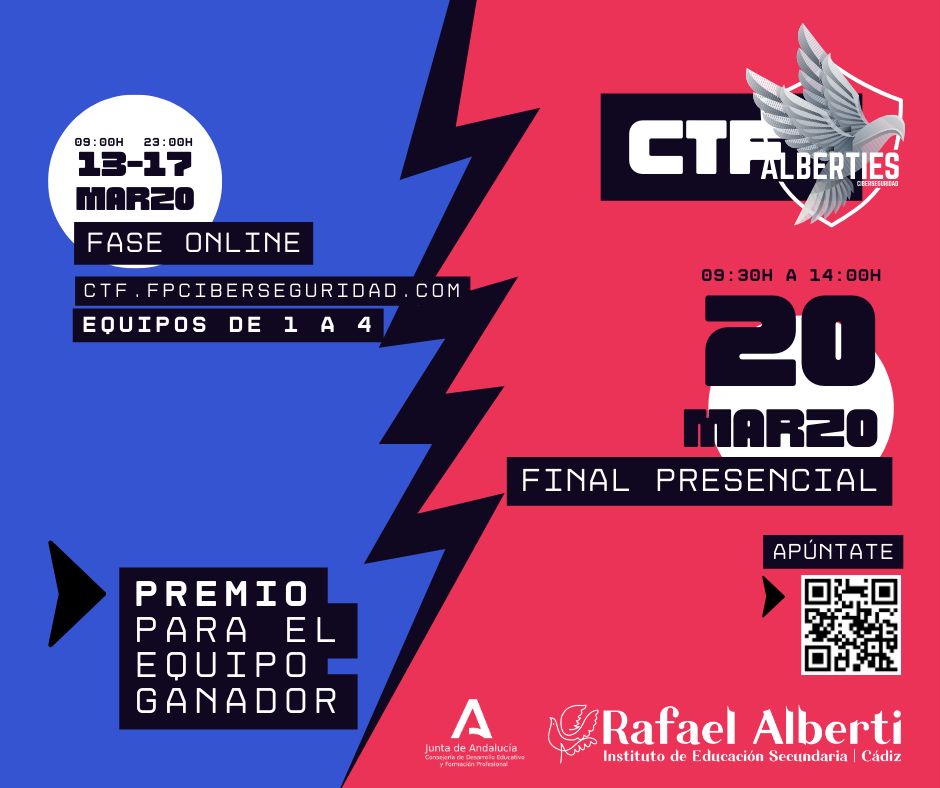 09:00H 23:00H
13-17
MARZO
FASE ONLINE
CTF.FPCIBERSEGURIDAD.COM
EQUIPOS DE 1 A 4
PREMIO
PARA EL
EQUIPO
GANADOR
CTF
ALBERTIES
CIBERSEGURIDAD
09:30H A 14:00H
20
MARZO
FINAL PRESENCIAL
APÚNTATE
Junta de Andalucía
Consejería de Desarrollo Educativo
y Formación Profesional
Rafael Alberti
Instituto de Educación Secundaria | Cádiz